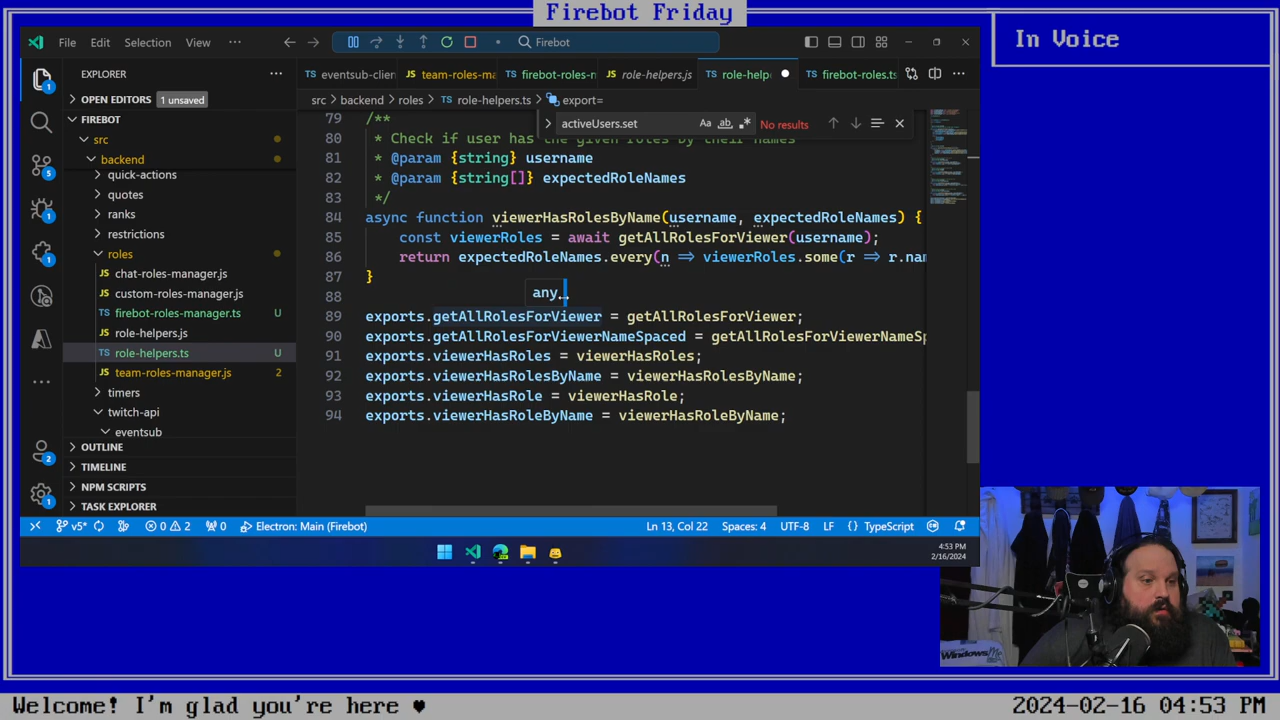 Firebot Friday
In Voice
File Edit Selection View ···
Firebot
EXPLORER ···
eventsub-clien
team-roles-ma
firebot-roles-n
role-helpers.js
role-help
firebot-roles.ts
OPEN EDITORS 1 unsaved
src > backend > roles > role-helpers.ts > export=
FIREBOT
src
backend
quick-actions
quotes
ranks
restrictions
roles
chat-roles-manager.js
custom-roles-manager.js
firebot-roles-manager.ts U
role-helpers.js
role-helpers.ts U
team-roles-manager.js 2
timers
twitch-api
eventsub
OUTLINE
TIMELINE
NPM SCRIPTS
TASK EXPLORER
activeUsers.set Aa ab No results
79 /**
80 * Check if user has the given roles by their names
81 * @param {string} username
82 * @param {string[]} expectedRoleNames
83 */
84 async function viewerHasRolesByName(username, expectedRoleNames) {
85 const viewerRoles = await getAllRolesForViewer(username);
86 return expectedRoleNames.every(n => viewerRoles.some(r => r.nam
87 }
88
any
89 exports.getAllRolesForViewer = getAllRolesForViewer;
90 exports.getAllRolesForViewerNameSpaced = getAllRolesForViewerNameSp
91 exports.viewerHasRoles = viewerHasRoles;
92 exports.viewerHasRolesByName = viewerHasRolesByName;
93 exports.viewerHasRole = viewerHasRole;
94 exports.viewerHasRoleByName = viewerHasRoleByName;
v5* 0 2 0 Electron: Main (Firebot) Ln 13, Col 22 Spaces: 4 UTF-8 LF {} TypeScript
4:53 PM
2/16/2024
Windows
Welcome! I'm glad you're here ♥
2024-02-16 04:53 PM